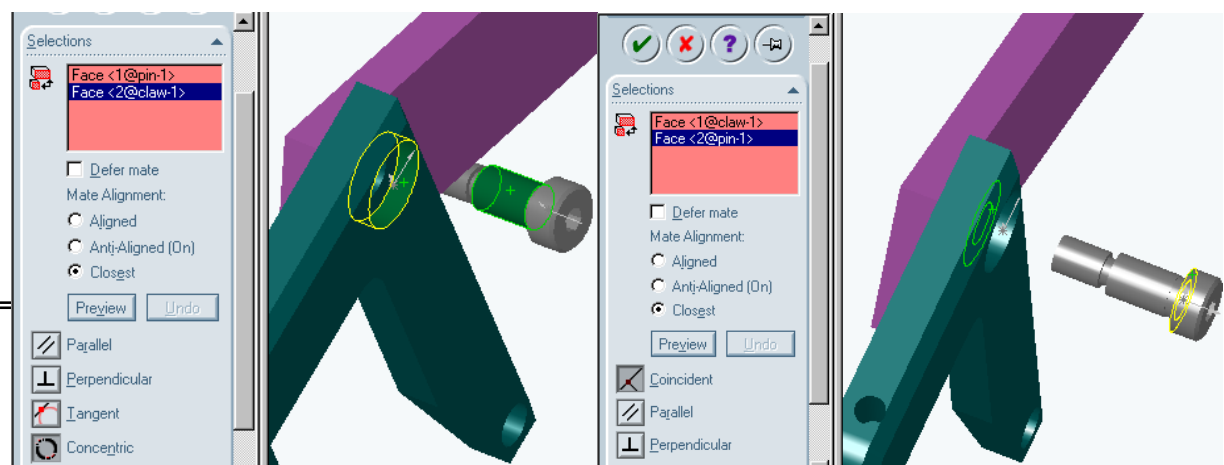 Selections
Face <1@pin-1>
Face <2@claw-1>
Defer mate
Mate Alignment:
Aligned
Anti-Aligned (On)
Closest
Preview
Undo
Parallel
Perpendicular
Tangent
Concentric
?
Selections
Face <1@claw-1>
Face <2@pin-1>
Defer mate
Mate Alignment:
Aligned
Anti-Aligned (On)
Closest
Preview
Undo
Coincident
Parallel
Perpendicular